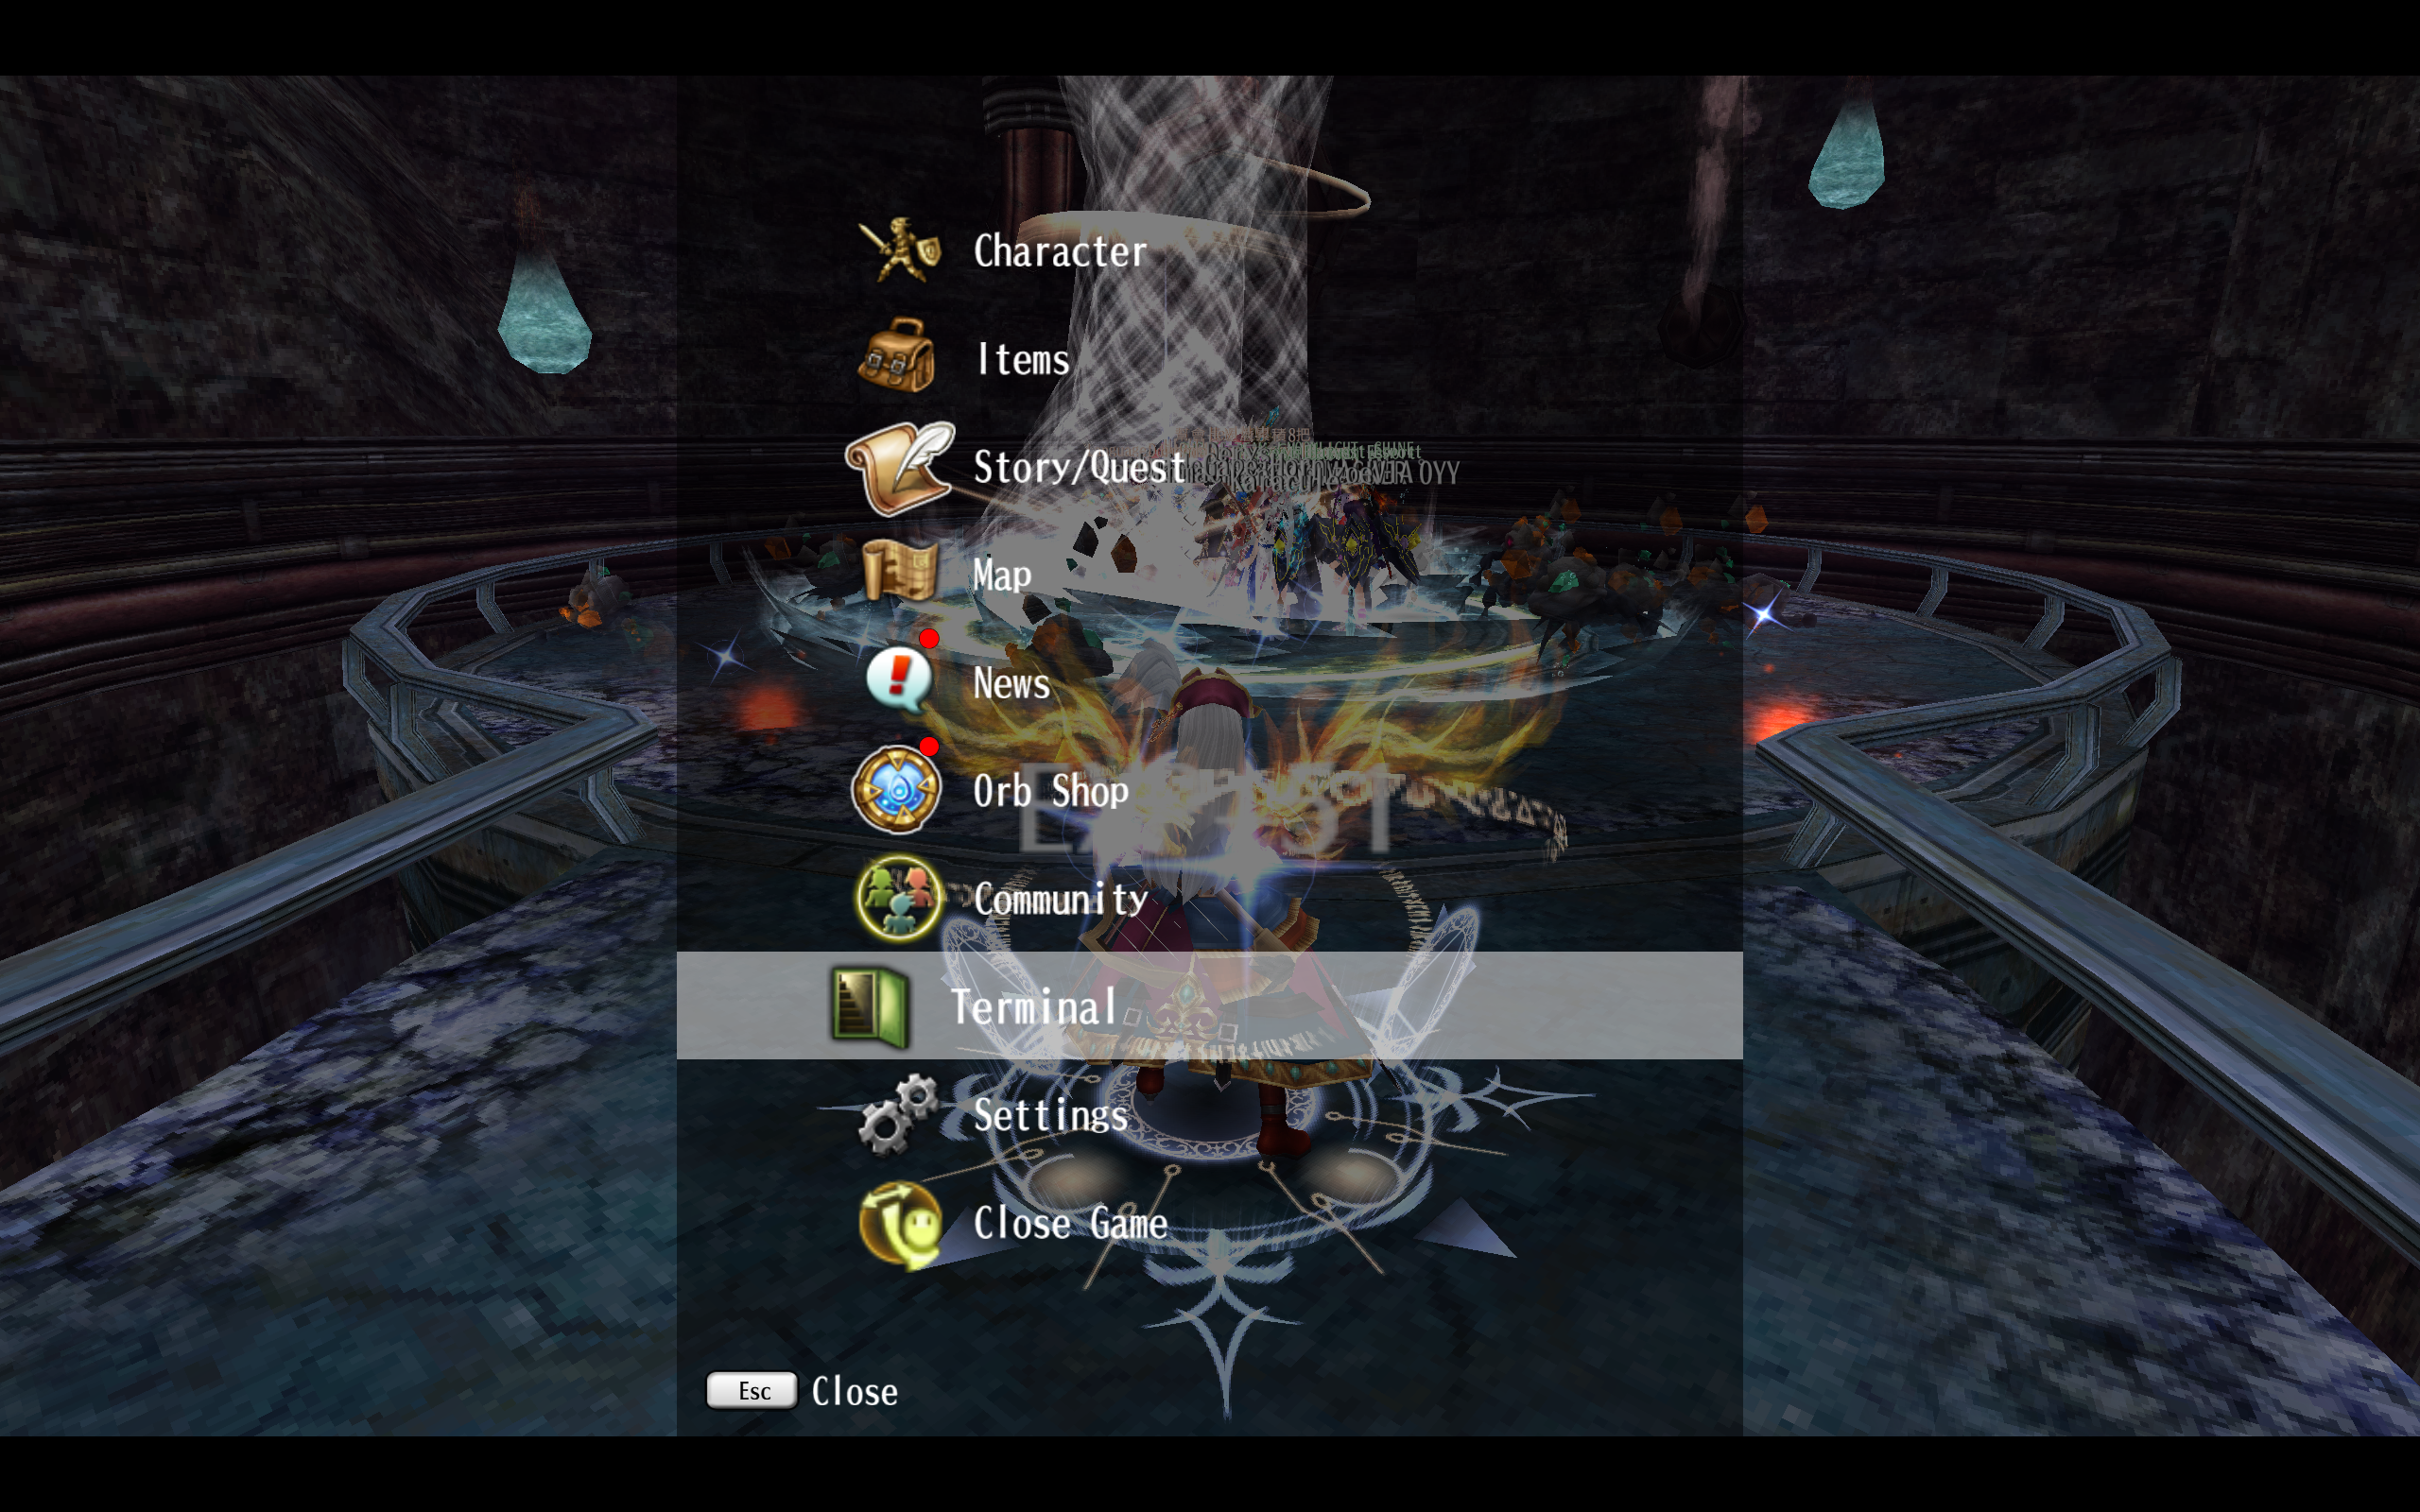 Character
Items
Story/Quest
Map
News
Orb Shop
Community
Terminal
Settings
Close Game
Esc Close